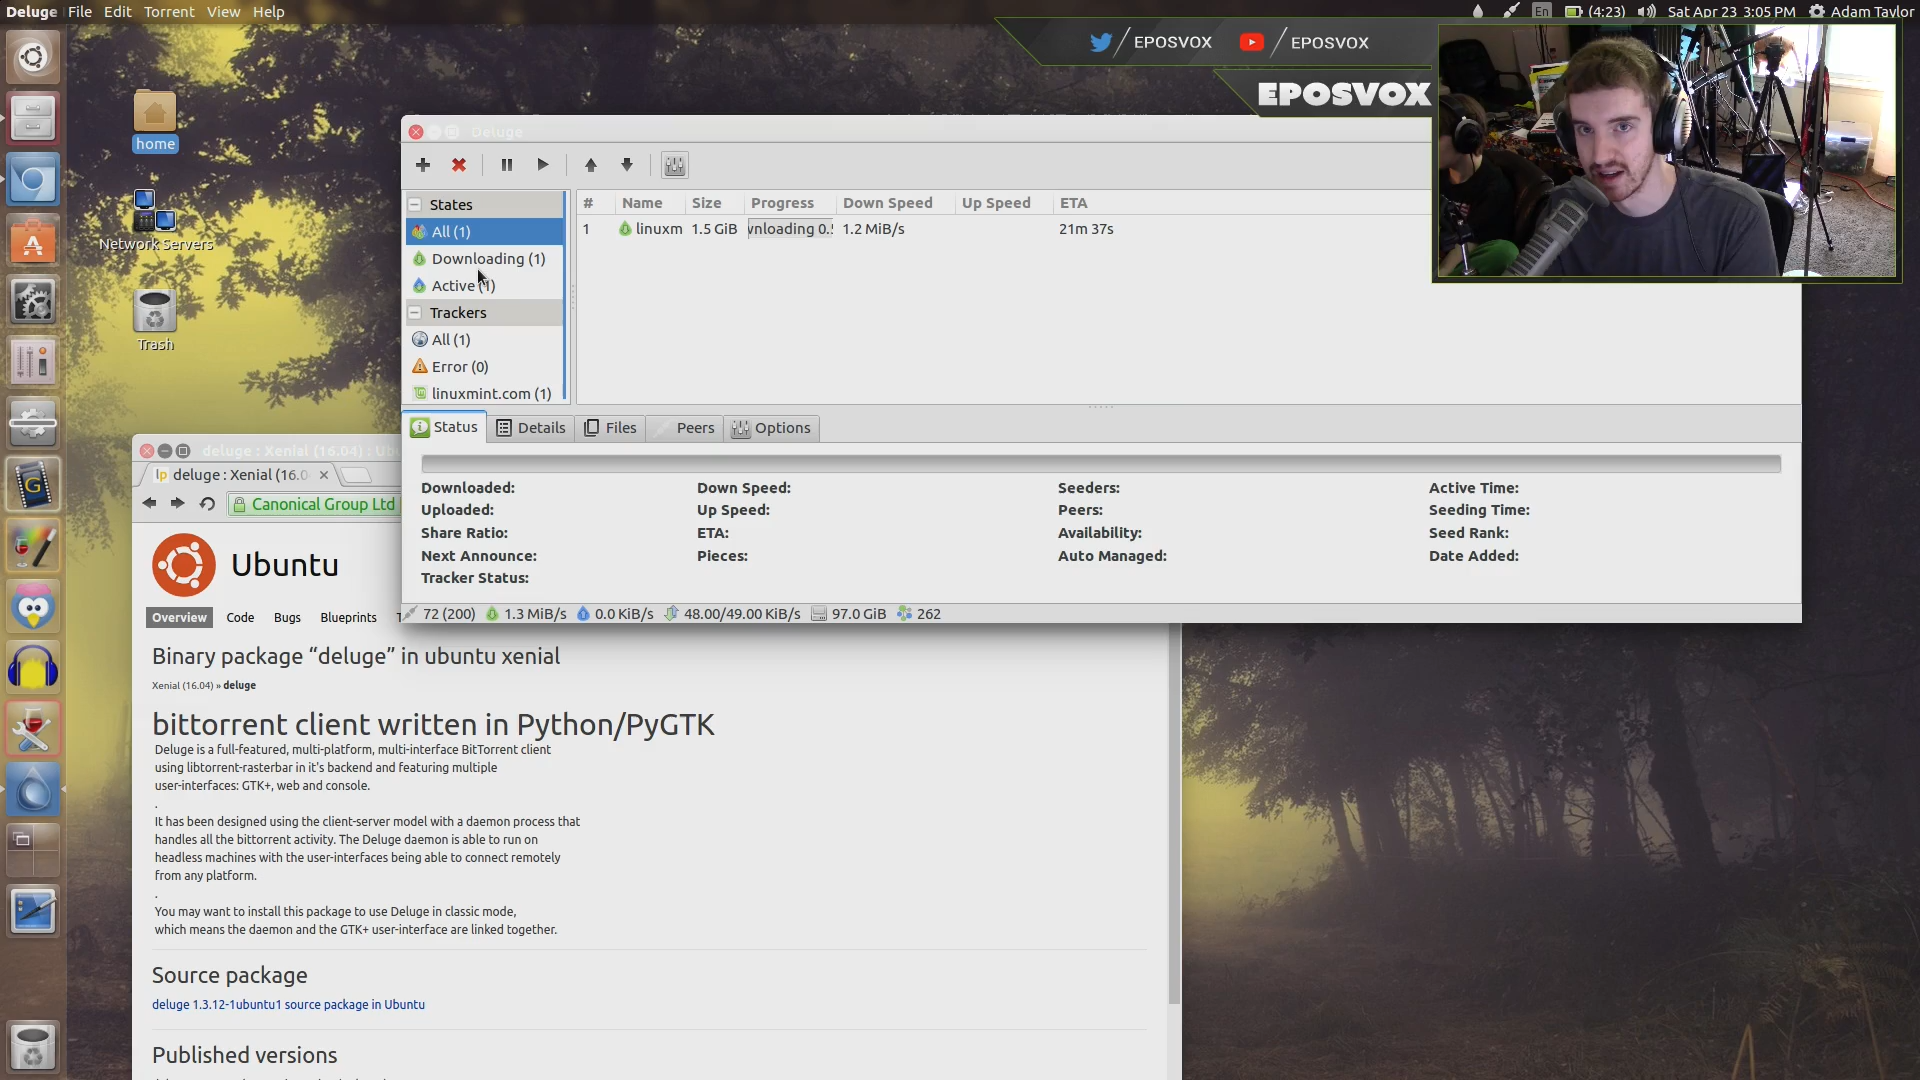 Deluge File Edit Torrent View Help
En (4:23) Sat Apr 23 3:05 PM Adam Taylor
EPOSVOX EPOSVOX
EPOSVOX
home
Network Servers
Trash
Deluge
States
All (1)
Downloading (1)
Active (1)
Trackers
All (1)
Error (0)
linuxmint.com (1)
# Name Size Progress Down Speed Up Speed ETA
1 linuxm 1.5 GiB wnloading 0.! 1.2 MiB/s 21m 37s
Status Details Files Peers Options
Downloaded: Down Speed: Seeders: Active Time:
Uploaded: Up Speed: Peers: Seeding Time:
Share Ratio: ETA: Availability: Seed Rank:
Next Announce: Pieces: Auto Managed: Date Added:
Tracker Status:
72 (200) 1.3 MiB/s 0.0 KiB/s 48.00/49.00 KiB/s 97.0 GiB 262
deluge : Xenial (16.04) : Ub
lp deluge : Xenial (16.0
Canonical Group Ltd
Ubuntu
Overview Code Bugs Blueprints
Binary package “deluge” in ubuntu xenial
Xenial (16.04) » deluge
bittorrent client written in Python/PyGTK
Deluge is a full-featured, multi-platform, multi-interface BitTorrent client
using libtorrent-rasterbar in it's backend and featuring multiple
user-interfaces: GTK+, web and console.
.
It has been designed using the client-server model with a daemon process that
handles all the bittorrent activity. The Deluge daemon is able to run on
headless machines with the user-interfaces being able to connect remotely
from any platform.
.
You may want to install this package to use Deluge in classic mode,
which means the daemon and the GTK+ user-interface are linked together.
Source package
deluge 1.3.12-1ubuntu1 source package in Ubuntu
Published versions